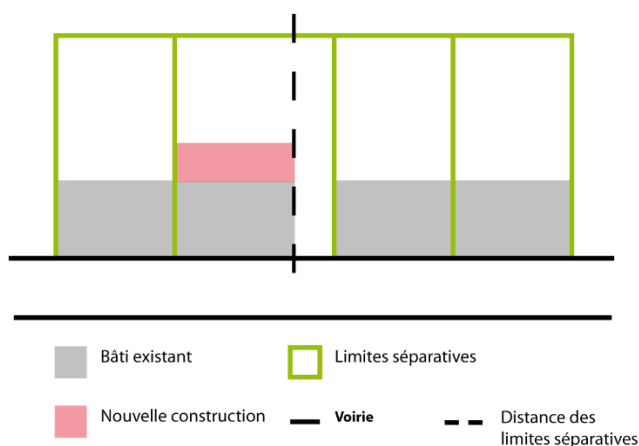 Bâti existant
Limites séparatives
Nouvelle construction
Voirie
Distance des
limites séparatives